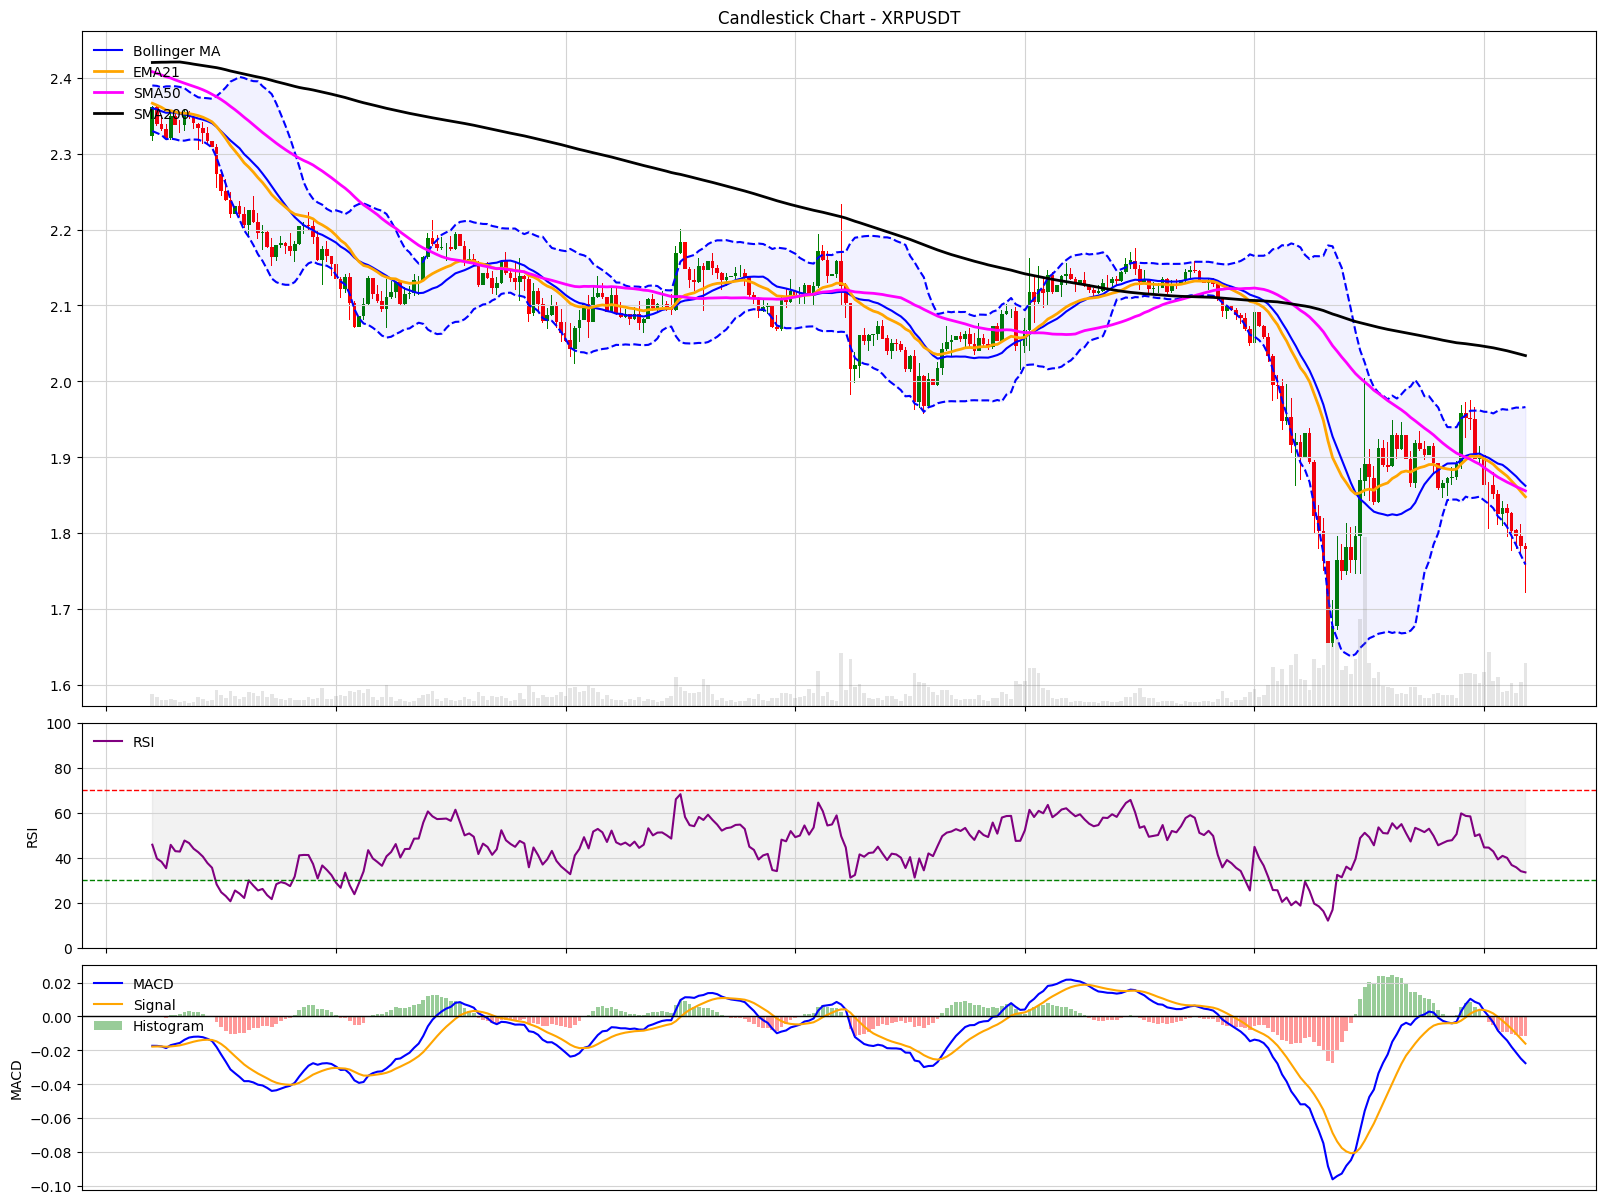 Candlestick Chart - XRPUSDT
Bollinger MA
EMA21
SMA50
SMA200
2.4
2.3
2.2
2.1
2.0
1.9
1.8
1.7
1.6
RSI
100
80
60
40
20
0
RSI
MACD
Signal
Histogram
0.02
0.00
−0.02
−0.04
−0.06
−0.08
−0.10
MACD